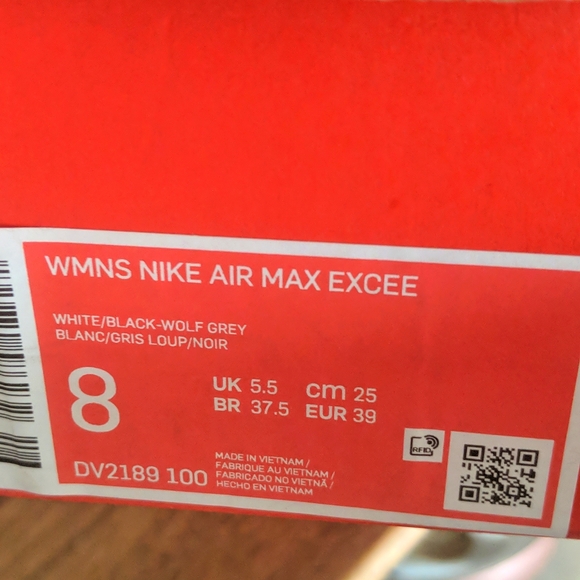 WMNS NIKE AIR MAX EXCEE
WHITE/BLACK-WOLF GREY
BLANC/GRIS LOUP/NOIR
8
UK 5.5 cm 25
BR 37.5 EUR 39
DV2189 100
MADE IN VIETNAM /
FABRIQUE AU VIETNAM /
FABRICADO NO VIETNÃ /
HECHO EN VIETNAM
RFID